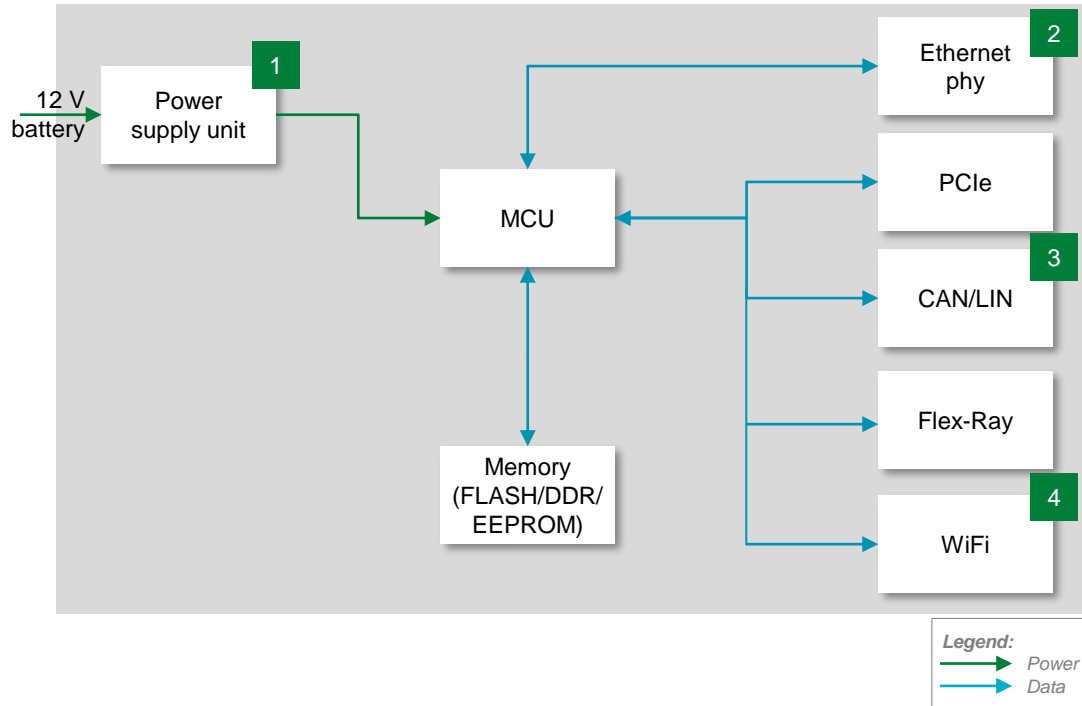 1
12 V
battery
Power
supply unit
2
Ethernet
phy
MCU
PCIe
3
CAN/LIN
Flex-Ray
Memory
(FLASH/DDR/
EEPROM)
4
WiFi
Legend:
Power
Data